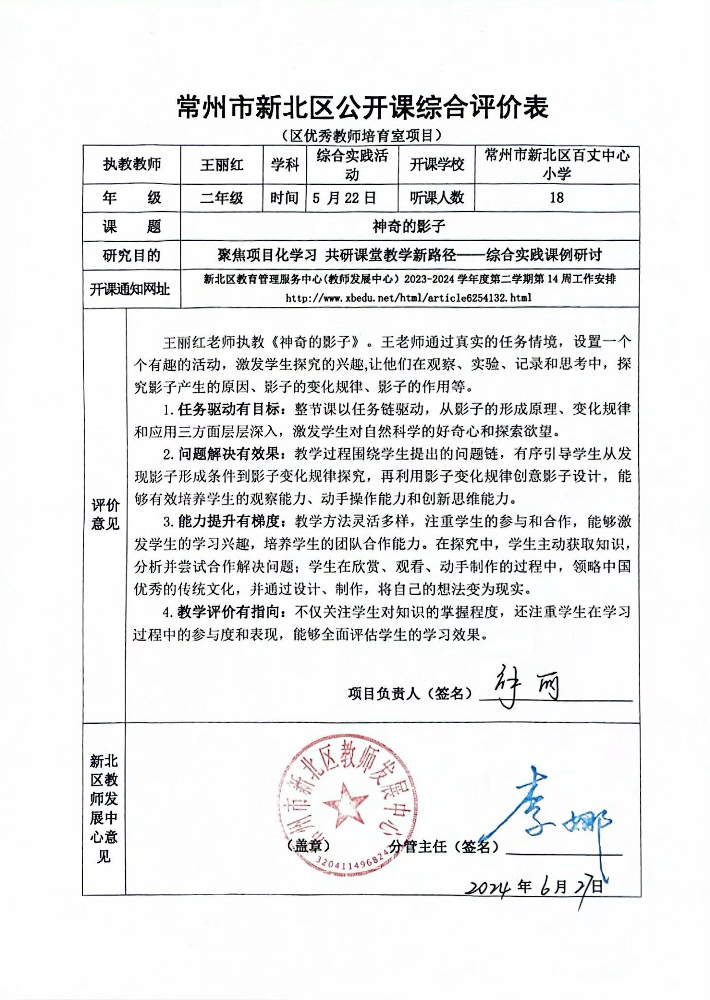 常州市新北区公开课综合评价表
（区优秀教师培育室项目）
执教教师 王丽红 学科 综合实践活动 开课学校 常州市新北区百丈中心小学
年 级 二年级 时间 5 月 22 日 听课人数 18
课 题 神奇的影子
研究目的 聚焦项目化学习 共研课堂教学新路径——综合实践课例研讨
开课通知网址 新北区教育管理服务中心(教师发展中心）2023-2024 学年度第二学期第 14 周工作安排
http://www.xbedu.net/html/article6254132.html
评价意见
王丽红老师执教《神奇的影子》。王老师通过真实的任务情境，设置一个
个有趣的活动，激发学生探究的兴趣,让他们在观察、实验、记录和思考中，探
究影子产生的原因、影子的变化规律、影子的作用等。
1. 任务驱动有目标：整节课以任务链驱动，从影子的形成原理、变化规律
和应用三方面层层深入，激发学生对自然科学的好奇心和探索欲望。
2. 问题解决有效果：教学过程围绕学生提出的问题链，有序引导学生从发
现影子形成条件到影子变化规律探究，再利用影子变化规律创意影子设计，能
够有效培养学生的观察能力、动手操作能力和创新思维能力。
3. 能力提升有梯度：教学方法灵活多样，注重学生的参与和合作，能够激
发学生的学习兴趣，培养学生的团队合作能力。在探究中，学生主动获取知识，
分析并尝试合作解决问题；学生在欣赏、观看、动手制作的过程中，领略中国
优秀的传统文化，并通过设计、制作，将自己的想法变为现实。
4. 教学评价有指向：不仅关注学生对知识的掌握程度，还注重学生在学习
过程中的参与度和表现，能够全面评估学生的学习效果。
项目负责人（签名） 丽
新北区教师发展中心意见
常州市新北区教师发展中心
3204114968247
（盖章） 分管主任（签名） 李娜
2024 年 6 月 27 日